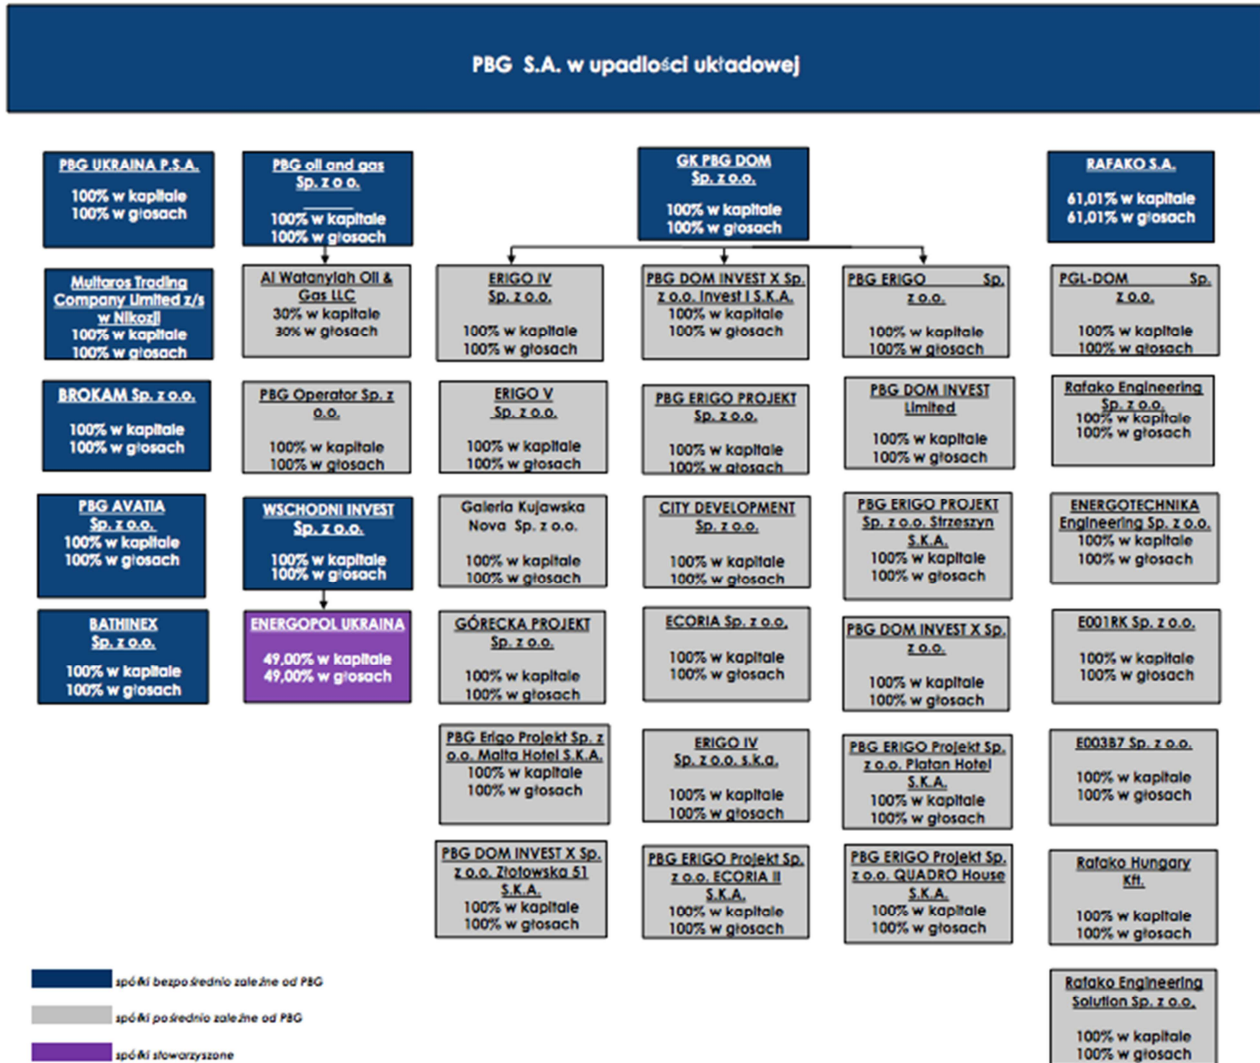 PBG S.A. w upadłości układowej
PBG UKRAINA P.S.A.
100% w kapitale
100% w głosach
Multaros Trading
Company Limited z/s
w Nikozji
100% w kapitale
100% w głosach
BROKAM Sp. z o.o.
100% w kapitale
100% w głosach
PBG AVATIA
Sp. z o.o.
100% w kapitale
100% w głosach
BATHINEX
Sp. z o.o.
100% w kapitale
100% w głosach
PBG oil and gas
Sp. z o o.
100% w kapitale
100% w głosach
Al Watanyiah Oil &
Gas LLC
30% w kapitale
30% w głosach
PBG Operator Sp. z
o.o.
100% w kapitale
100% w głosach
WSCHODNI INVEST
Sp. z o.o.
100% w kapitale
100% w głosach
ENERGOPOL UKRAINA
49,00% w kapitale
49,00% w głosach
GK PBG DOM
Sp. z o.o.
100% w kapitale
100% w głosach
ERIGO IV
Sp. z o.o.
100% w kapitale
100% w głosach
ERIGO V
Sp. z o.o.
100% w kapitale
100% w głosach
Galeria Kujawska
Nova Sp. z o.o.
100% w kapitale
100% w głosach
GÓRECKA PROJEKT
Sp. z o.o.
100% w kapitale
100% w głosach
PBG Erigo Projekt Sp. z
o.o. Malta Hotel S.K.A.
100% w kapitale
100% w głosach
PBG DOM INVEST X Sp.
z o.o. Złotowska 51
S.K.A.
100% w kapitale
100% w głosach
PBG DOM INVEST X Sp.
z o.o. Invest I S.K.A.
100% w kapitale
100% w głosach
PBG ERIGO PROJEKT
Sp. z o.o.
100% w kapitale
100% w głosach
CITY DEVELOPMENT
Sp. z o.o.
100% w kapitale
100% w głosach
ECORIA Sp. z o.o.
100% w kapitale
100% w głosach
ERIGO IV
Sp. z o.o. s.k.a.
100% w kapitale
100% w głosach
PBG ERIGO Projekt Sp.
z o.o. ECORIA II
S.K.A.
100% w kapitale
100% w głosach
PBG ERIGO Sp.
z o.o.
100% w kapitale
100% w głosach
PBG DOM INVEST
Limited
100% w kapitale
100% w głosach
PBG ERIGO PROJEKT
Sp. z o.o. Strzeszyn
S.K.A.
100% w kapitale
100% w głosach
PBG DOM INVEST X Sp.
z o.o.
100% w kapitale
100% w głosach
PBG ERIGO Projekt Sp.
z o.o. Platan Hotel
S.K.A.
100% w kapitale
100% w głosach
PBG ERIGO Projekt Sp.
z o.o. QUADRO House
S.K.A.
100% w kapitale
100% w głosach
RAFAKO S.A.
61,01% w kapitale
61,01% w głosach
PGL-DOM Sp.
z o.o.
100% w kapitale
100% w głosach
Rafako Engineering
Sp. z o.o.
100% w kapitale
100% w głosach
ENERGOTECHNIKA
Engineering Sp. z o.o.
100% w kapitale
100% w głosach
E001RK Sp. z o.o.
100% w kapitale
100% w głosach
E003B7 Sp. z o.o.
100% w kapitale
100% w głosach
Rafako Hungary
Kft.
100% w kapitale
100% w głosach
Rafako Engineering
Solution Sp. z o.o.
100% w kapitale
100% w głosach
spółki bezpośrednio zależne od PBG
spółki pośrednio zależne od PBG
spółki stowarzyszone